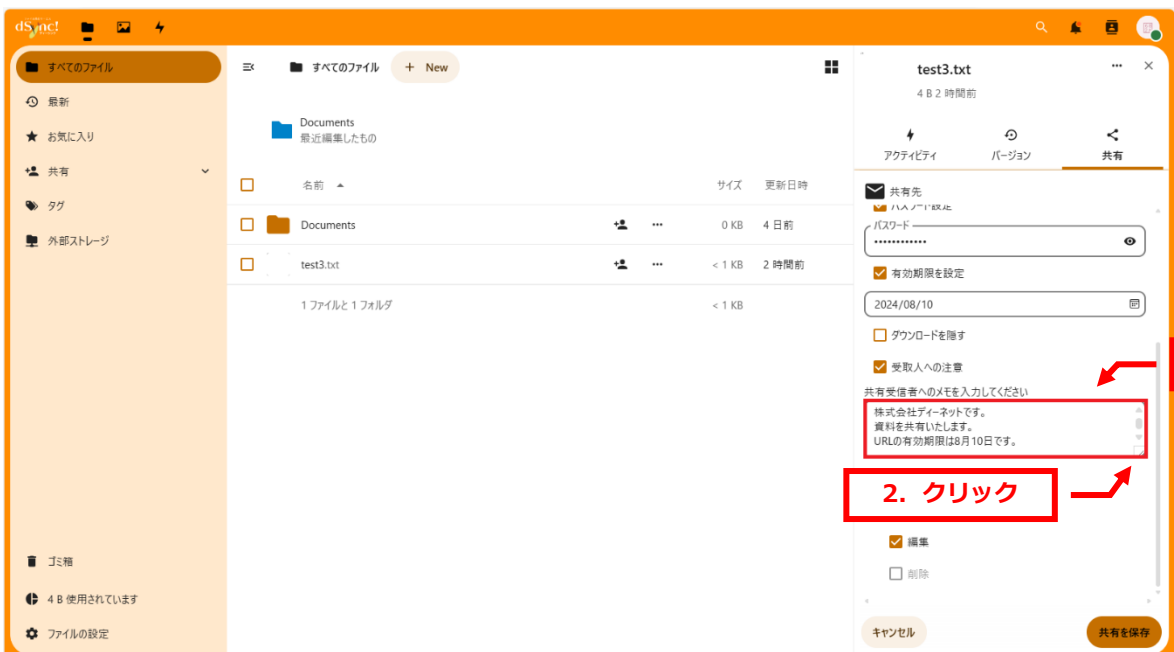 dSync!
すべてのファイル
最新
お気に入り
共有
タグ
外部ストレージ
ゴミ箱
4 B 使用されています
ファイルの設定
すべてのファイル
+ New
Documents
最近編集したもの
名前
サイズ
更新日時
Documents
0 KB
4 日前
test3.txt
< 1 KB
2 時間前
1 ファイルと 1 フォルダ
< 1 KB
test3.txt
4 B 2 時間前
アクティビティ
バージョン
共有
共有先
パスワード設定
パスワード
有効期限を設定
2024/08/10
ダウンロードを隠す
受取人への注意
共有受信者へのメモを入力してください
株式会社ディーネットです。
資料を共有いたします。
URLの有効期限は8月10日です。
2. クリック
編集
削除
キャンセル
共有を保存